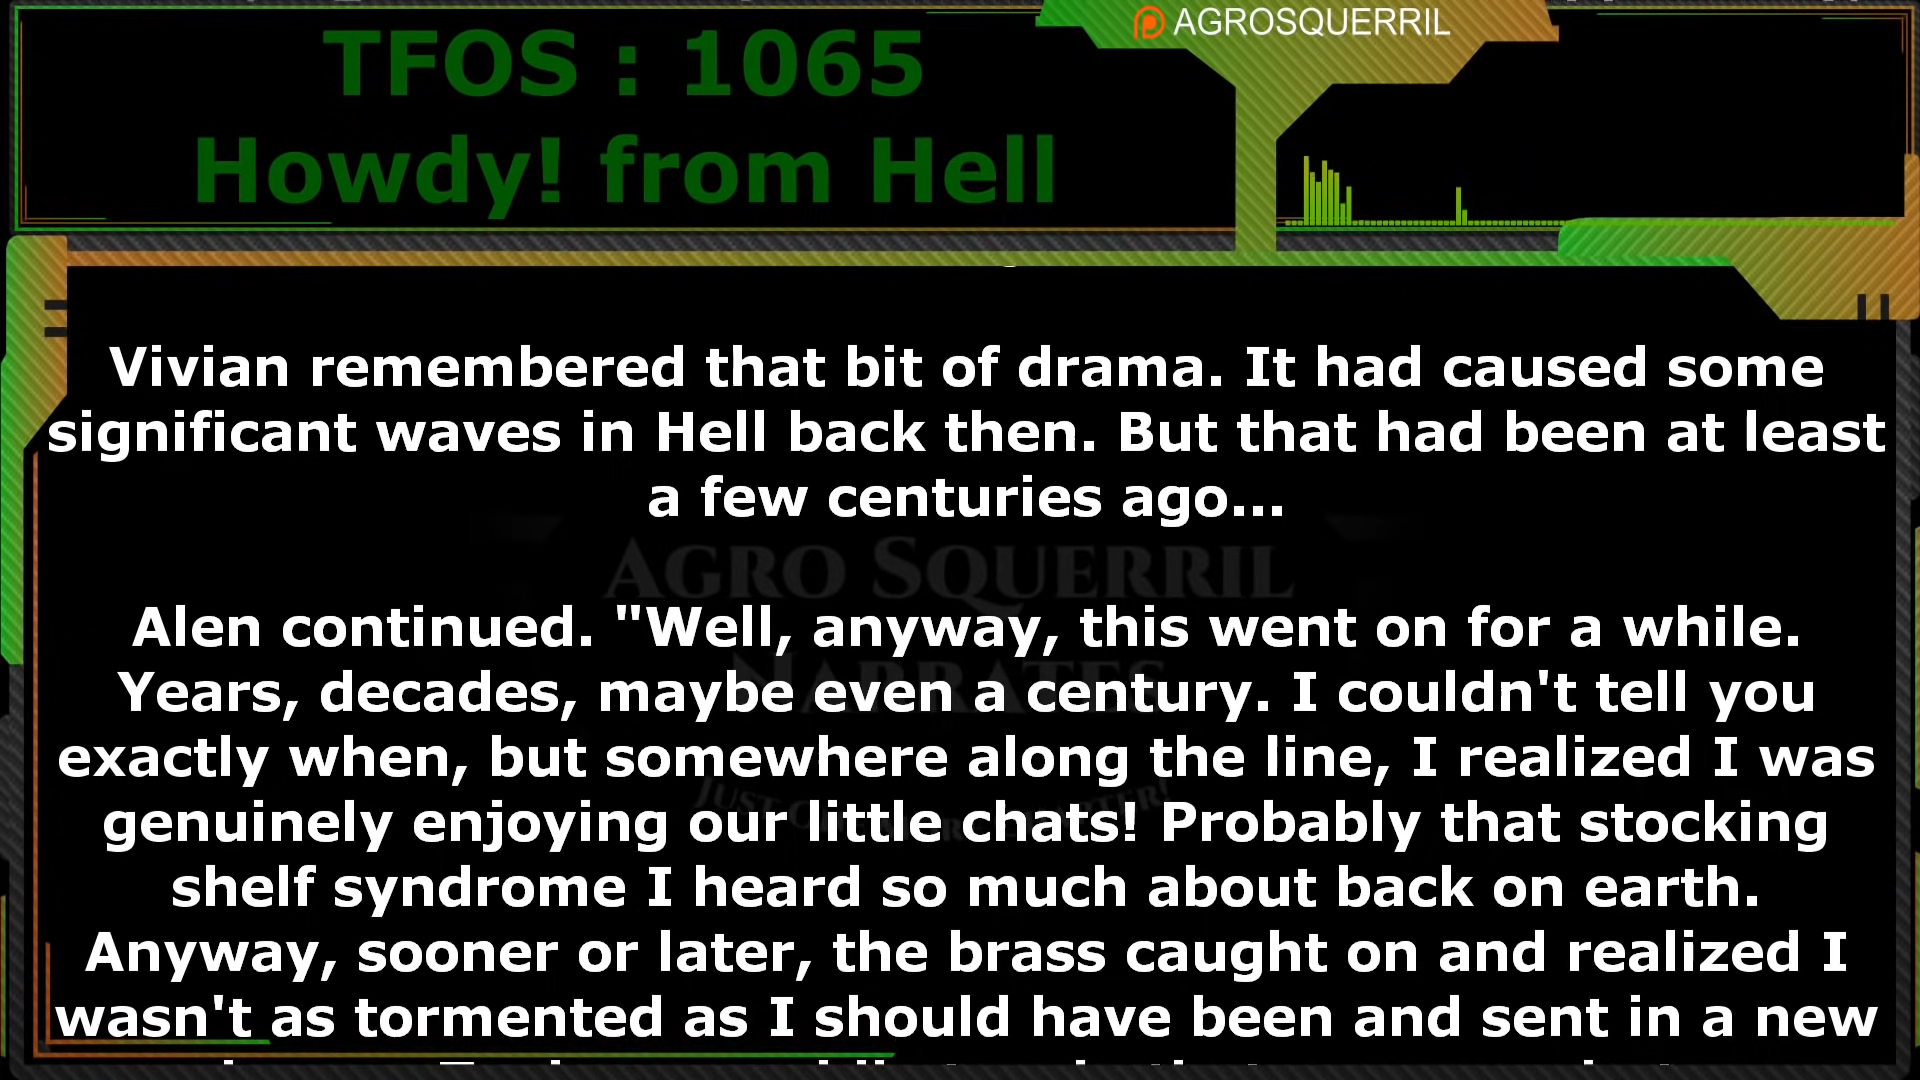 AGROSQUERRIL
TFOS : 1065
Howdy! from Hell
Vivian remembered that bit of drama. It had caused some
significant waves in Hell back then. But that had been at least
a few centuries ago...
AGRO SQUERRIL
NARRATES
Alen continued. "Well, anyway, this went on for a while.
Years, decades, maybe even a century. I couldn't tell you
exactly when, but somewhere along the line, I realized I was
genuinely enjoying our little chats! Probably that stocking
shelf syndrome I heard so much about back on earth.
Anyway, sooner or later, the brass caught on and realized I
wasn't as tormented as I should have been and sent in a new